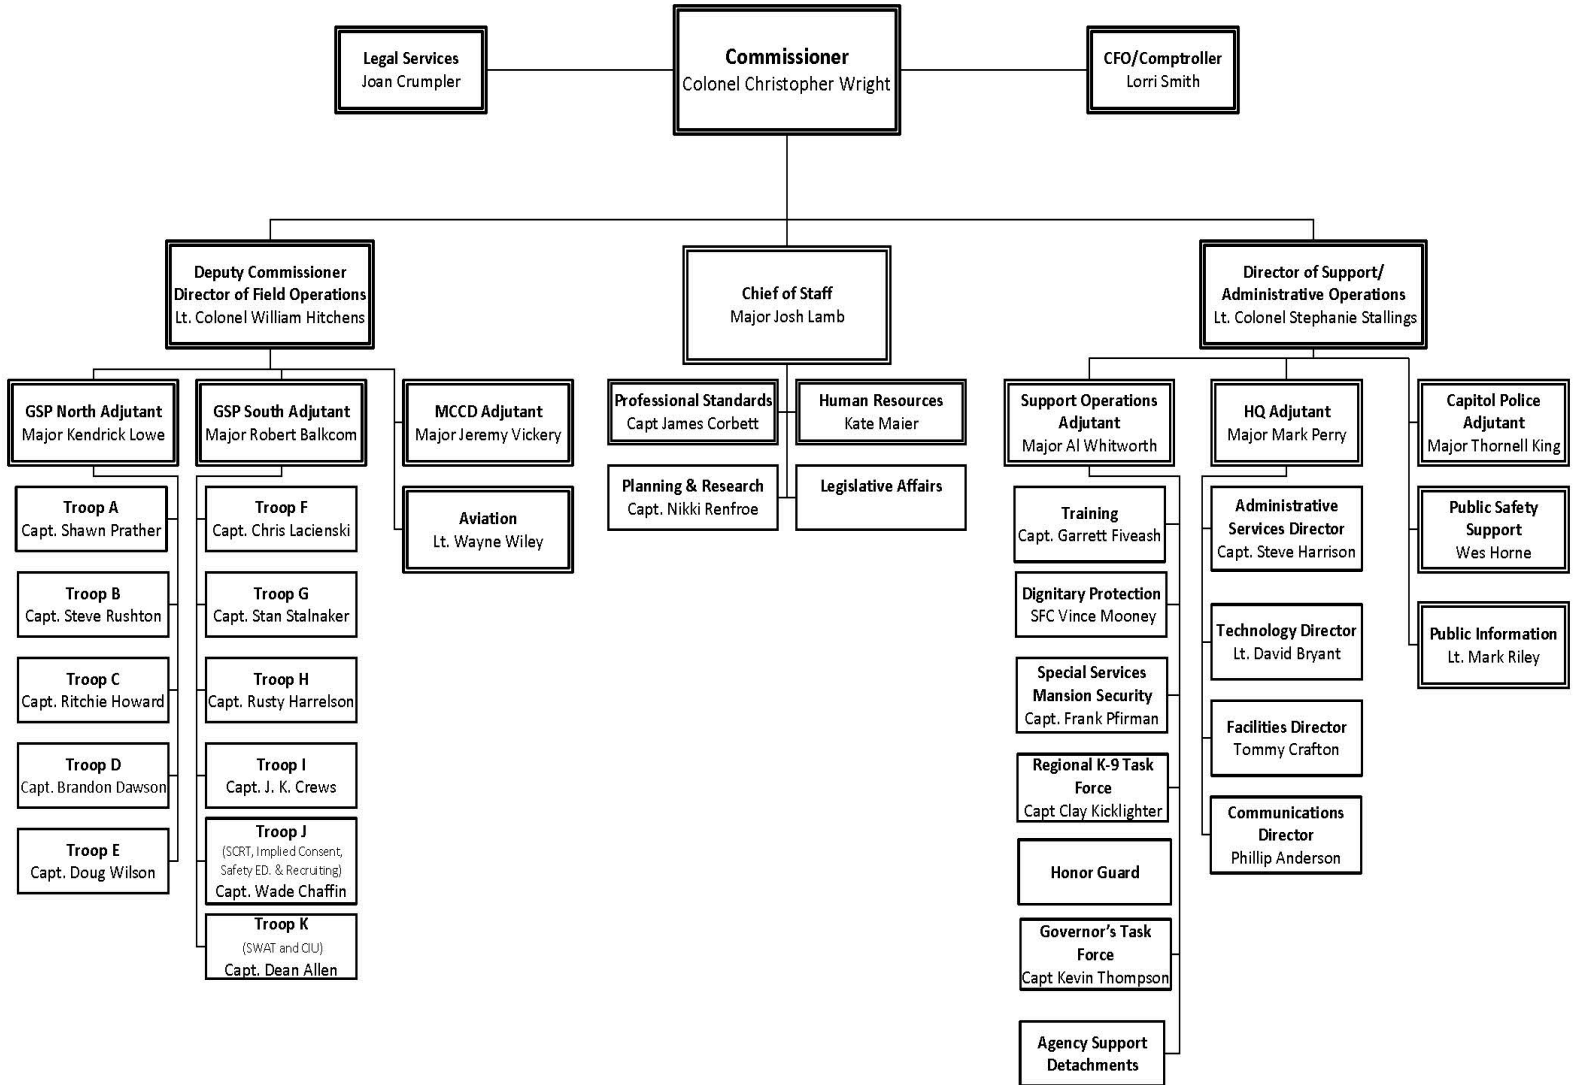 Commissioner
Colonel Christopher Wright
Legal Services
Joan Crumpler
CFO/Comptroller
Lorri Smith
Deputy Commissioner
Director of Field Operations
Lt. Colonel William Hitchens
Chief of Staff
Major Josh Lamb
Director of Support/
Administrative Operations
Lt. Colonel Stephanie Stallings
GSP North Adjutant
Major Kendrick Lowe
GSP South Adjutant
Major Robert Balkcom
MCCD Adjutant
Major Jeremy Vickery
Aviation
Lt. Wayne Wiley
Troop A
Capt. Shawn Prather
Troop B
Capt. Steve Rushton
Troop C
Capt. Ritchie Howard
Troop D
Capt. Brandon Dawson
Troop E
Capt. Doug Wilson
Troop F
Capt. Chris Lacienski
Troop G
Capt. Stan Stalnaker
Troop H
Capt. Rusty Harrelson
Troop I
Capt. J. K. Crews
Troop J
(SCRT, Implied Consent,
Safety ED. & Recruiting)
Capt. Wade Chaffin
Troop K
(SWAT and CIU)
Capt. Dean Allen
Professional Standards
Capt James Corbett
Human Resources
Kate Maier
Planning & Research
Capt. Nikki Renfroe
Legislative Affairs
Support Operations
Adjutant
Major Al Whitworth
HQ Adjutant
Major Mark Perry
Capitol Police
Adjutant
Major Thornell King
Training
Capt. Garrett Fiveash
Dignitary Protection
SFC Vince Mooney
Special Services
Mansion Security
Capt. Frank Pfirman
Regional K-9 Task
Force
Capt Clay Kicklighter
Honor Guard
Governor's Task
Force
Capt Kevin Thompson
Agency Support
Detachments
Administrative
Services Director
Capt. Steve Harrison
Technology Director
Lt. David Bryant
Facilities Director
Tommy Crafton
Communications
Director
Phillip Anderson
Public Safety
Support
Wes Horne
Public Information
Lt. Mark Riley